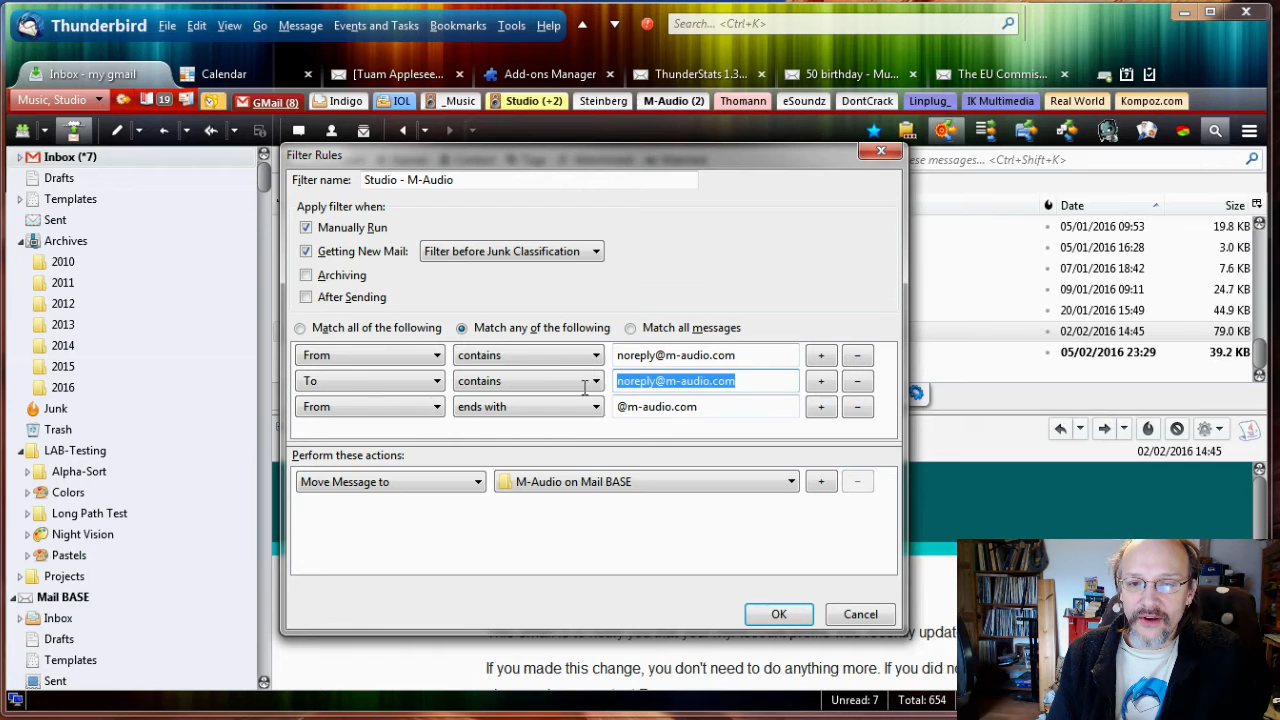 Thunderbird File Edit View Go Message Events and Tasks Bookmarks Tools Help Search... <Ctrl+K>
Inbox - my gmail Calendar [Tuam Applesee... Add-ons Manager ThunderStats 1.3... 50 birthday - Mu... The EU Commis...
Music, Studio 19 GMail (8) Indigo IOL _Music Studio (+2) Steinberg M-Audio (2) Thomann eSoundz DontCrack Linplug_ IK Multimedia Real World Kompoz.com
Inbox (*7)
Drafts
Templates
Sent
Archives
2010
2011
2012
2013
2014
2015
2016
Junk
Trash
LAB-Testing
Alpha-Sort
Colors
Long Path Test
Night Vision
Pastels
Projects
Mail BASE
Inbox
Drafts
Templates
Sent
Filter Rules
Filter name: Studio - M-Audio
Apply filter when:
Manually Run
Getting New Mail: Filter before Junk Classification
Archiving
After Sending
Match all of the following Match any of the following Match all messages
From contains noreply@m-audio.com + −
To contains noreply@m-audio.com + −
From ends with @m-audio.com + −
Perform these actions:
Move Message to M-Audio on Mail BASE + −
OK Cancel
ese messages... <Ctrl+Shift+K>
Date Size
05/01/2016 09:53 19.8 KB
05/01/2016 16:28 3.0 KB
07/01/2016 18:42 7.6 KB
09/01/2016 09:11 24.7 KB
20/01/2016 15:49 44.9 KB
02/02/2016 14:45 79.0 KB
05/02/2016 23:29 39.2 KB
02/02/2016 14:45
If you made this change, you don't need to do anything more. If you did no
Unread: 7 Total: 654